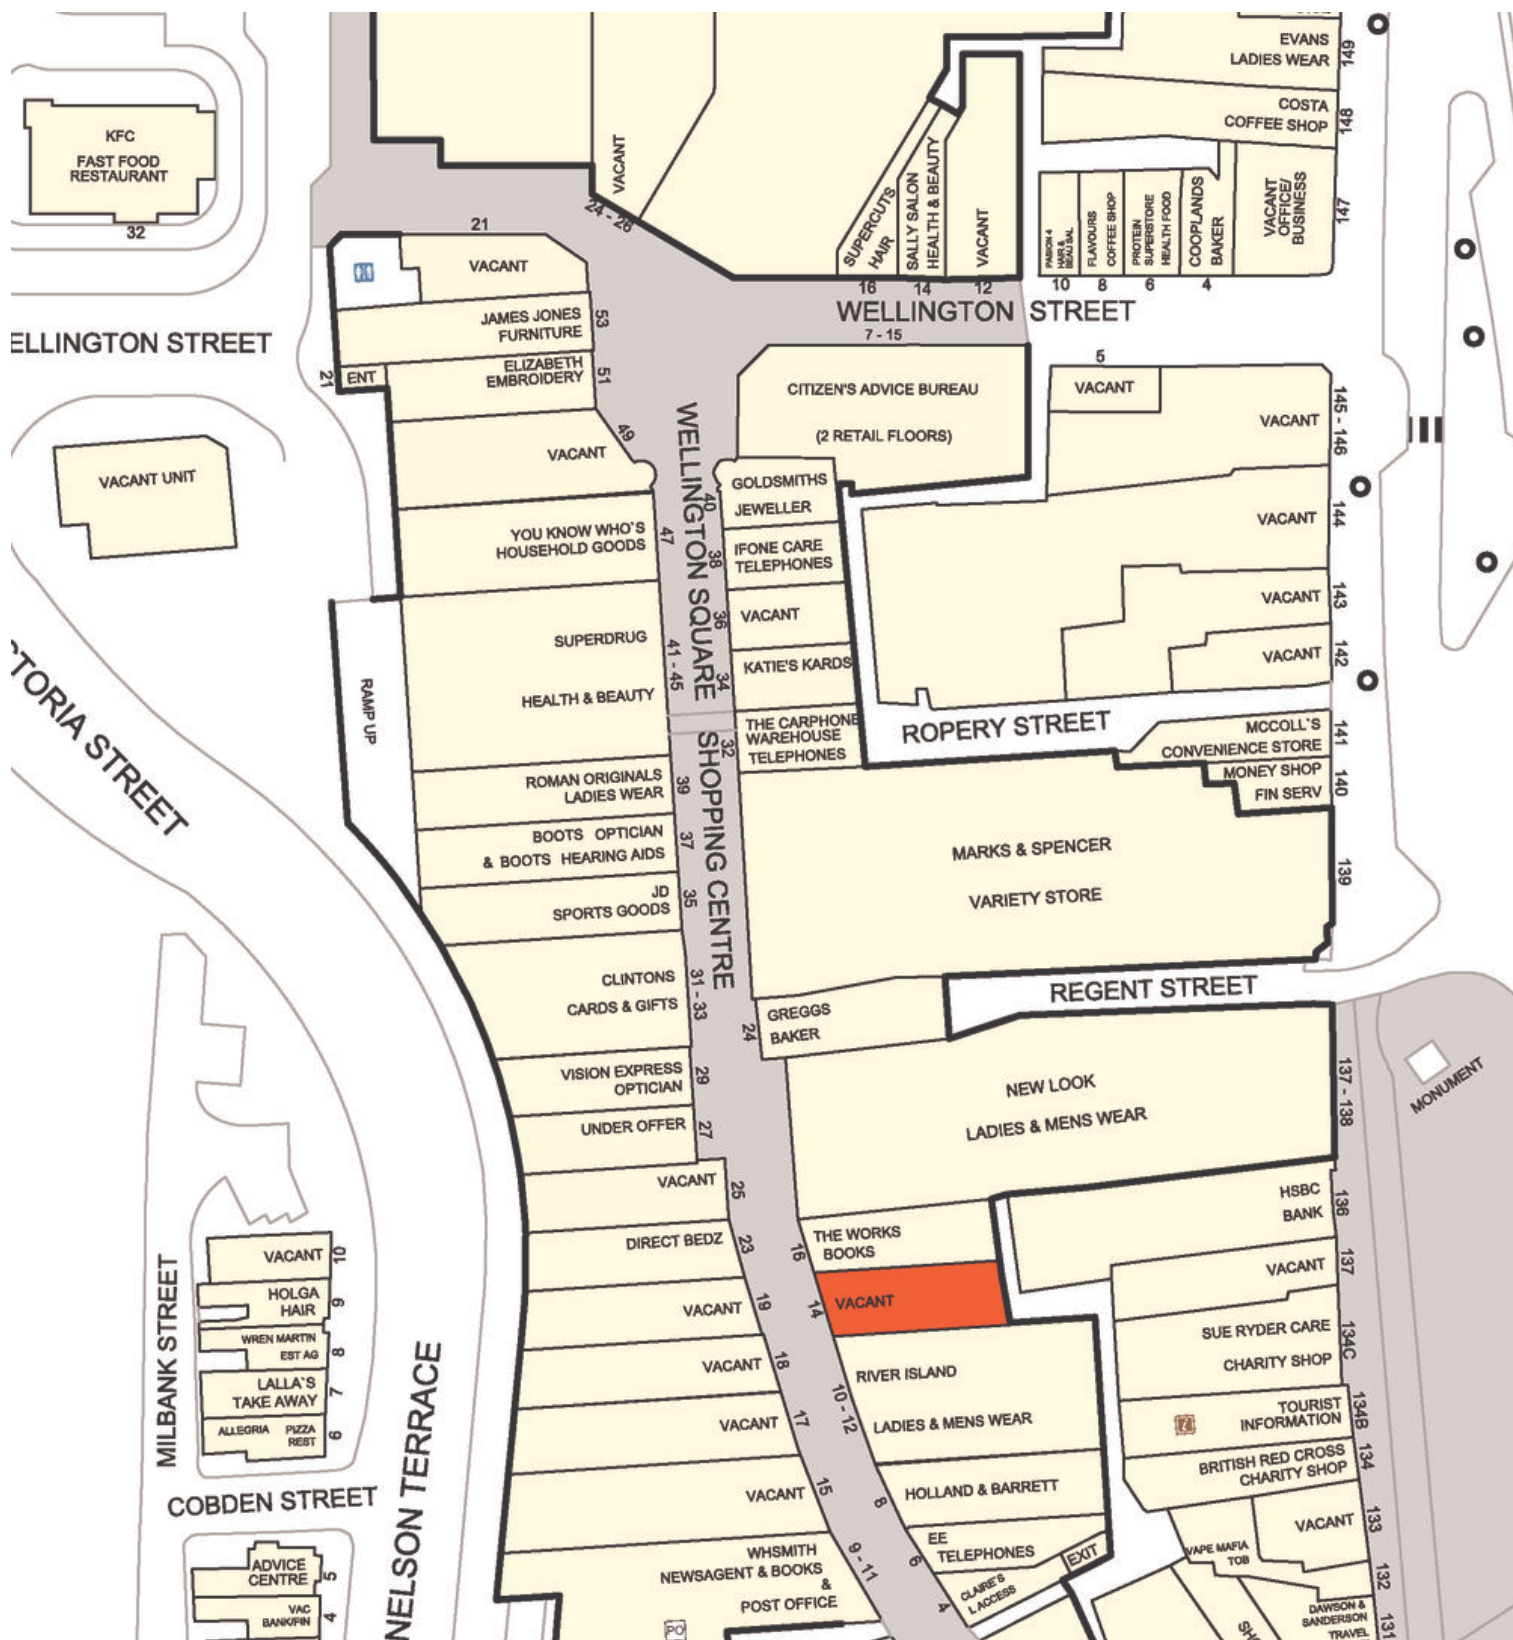 EVANS
LADIES WEAR
149
COSTA
COFFEE SHOP
148
VACANT
OFFICE/
BUSINESS
147
KFC
FAST FOOD
RESTAURANT
32
VACANT
24 - 26
SUPERCUTS
HAIR
16
SALLY SALON
HEALTH & BEAUTY
14
VACANT
12
10
FLAVOURS
COFFEE SHOP
8
PROTEIN
SUPERSTORE
HEALTH FOOD
6
COOPLANDS
BAKER
4
21
VACANT
WELLINGTON STREET
7 - 15
JAMES JONES
FURNITURE
53
ELLINGTON STREET
21
ENT
ELIZABETH
EMBROIDERY
51
CITIZEN'S ADVICE BUREAU
(2 RETAIL FLOORS)
5
VACANT
VACANT
145 - 146
VACANT
49
WELLINGTON SQUARE SHOPPING CENTRE
GOLDSMITHS
JEWELLER
40
VACANT UNIT
YOU KNOW WHO`S
HOUSEHOLD GOODS
47
IFONE CARE
TELEPHONES
38
VACANT
144
VACANT
36
VACANT
143
SUPERDRUG
HEALTH & BEAUTY
41 - 45
KATIE'S KARDS
34
VACANT
142
RAMP UP
CTORIA STREET
THE CARPHONE
WAREHOUSE
TELEPHONES
32
ROPERY STREET
MCCOLL`S
CONVENIENCE STORE
141
MONEY SHOP
FIN SERV
140
ROMAN ORIGINALS
LADIES WEAR
39
BOOTS OPTICIAN
& BOOTS HEARING AIDS
37
MARKS & SPENCER
VARIETY STORE
139
JD
SPORTS GOODS
35
CLINTONS
CARDS & GIFTS
31 - 33
REGENT STREET
GREGGS
BAKER
24
VISION EXPRESS
OPTICIAN
29
NEW LOOK
LADIES & MENS WEAR
137 - 138
MONUMENT
UNDER OFFER
27
VACANT
25
HSBC
BANK
136
DIRECT BEDZ
23
THE WORKS
BOOKS
16
VACANT
137
MILBANK STREET
VACANT
10
HOLGA
HAIR
9
WREN MARTIN
EST AG
8
LALLA`S
TAKE AWAY
7
ALLEGRIA PIZZA
REST
6
VACANT
19
14
VACANT
SUE RYDER CARE
CHARITY SHOP
134C
VACANT
18
RIVER ISLAND
LADIES & MENS WEAR
10 - 12
TOURIST
INFORMATION
134B
VACANT
17
BRITISH RED CROSS
CHARITY SHOP
134
NELSON TERRACE
COBDEN STREET
VACANT
15
HOLLAND & BARRETT
8
VACANT
133
EE
TELEPHONES
6
EXIT
VAPE MAFIA
TOB
132
WHSMITH
NEWSAGENT & BOOKS
&
POST OFFICE
9 - 11
PO
CLAIRE'S
4
ADVICE
CENTRE
5
VAC
BANK/FIN
4
DAWSON &
SANDERSON
TRAVEL
131